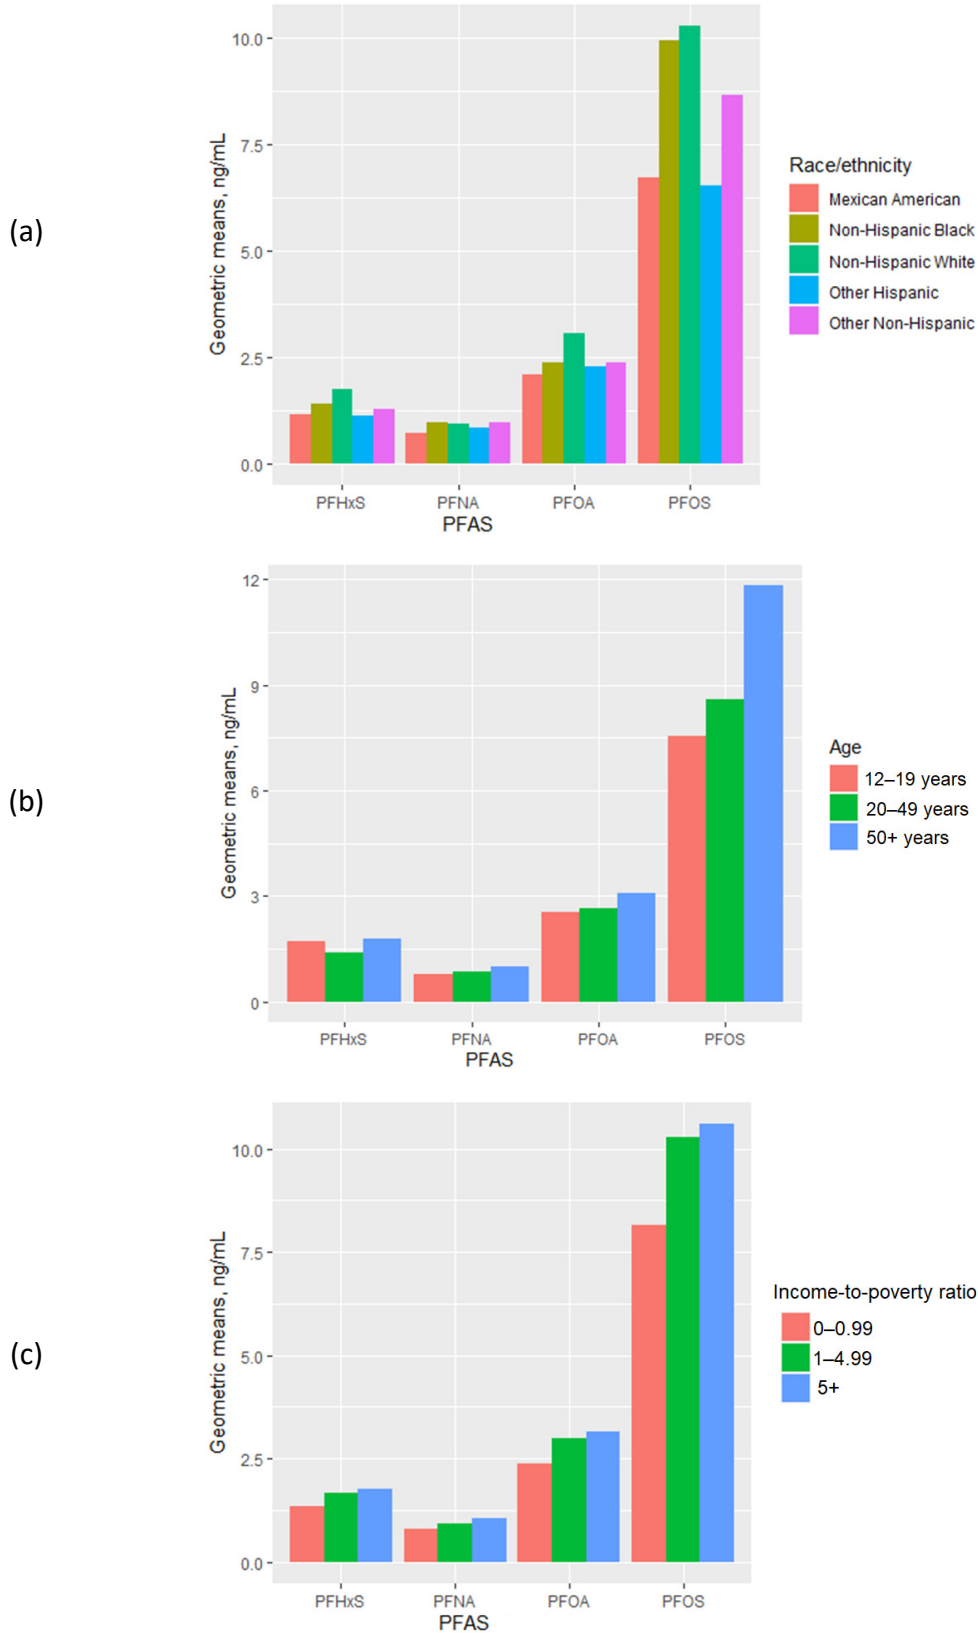 (a)
Geometric means, ng/mL
10.0
7.5
5.0
2.5
0.0
PFHxS PFNA PFOA PFOS
PFAS
Race/ethnicity
Mexican American
Non-Hispanic Black
Non-Hispanic White
Other Hispanic
Other Non-Hispanic
(b)
Geometric means, ng/mL
12
9
6
3
0
PFHxS PFNA PFOA PFOS
PFAS
Age
12–19 years
20–49 years
50+ years
(c)
Geometric means, ng/mL
10.0
7.5
5.0
2.5
0.0
PFHxS PFNA PFOA PFOS
PFAS
Income-to-poverty ratio
0–0.99
1–4.99
5+